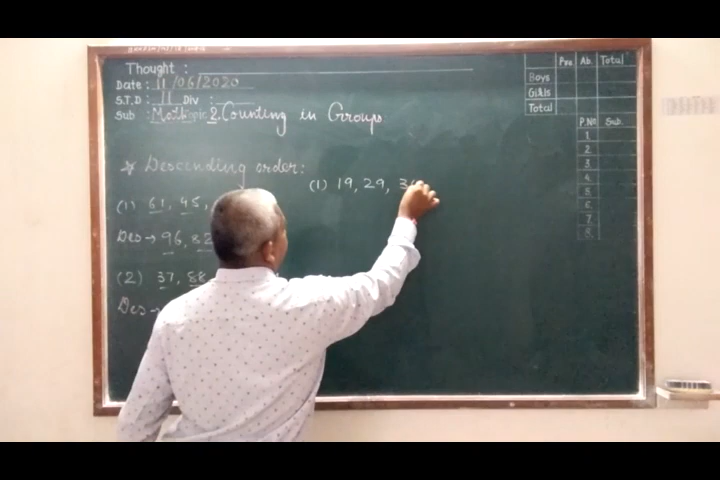 Thought :
Date : 11/06/2020
S.T.D : II Div :
Sub : Math Topic 2. Counting in Groups
Descending order:
(1) 61, 45,
Des → 96, 82
(2) 37, 88
Des →
(1) 19, 29, 3
Pre Ab. Total
Boys
Girls
Total
P.No Sub.
1.
2.
3.
4.
5.
6.
7.
8.